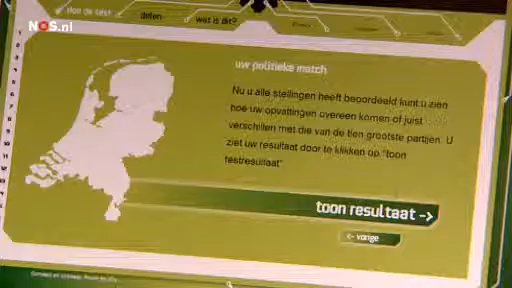 NOS.nl
doe de test
delen
wat is dit?
uw politieke match
Nu u alle stellingen heeft beoordeeld kunt u zien
hoe uw opvattingen overeen komen of juist
verschillen met die van de tien grootste partijen. U
ziet uw resultaat door te klikken op "toon
testresultaat"
toon resultaat ->
<- vorige